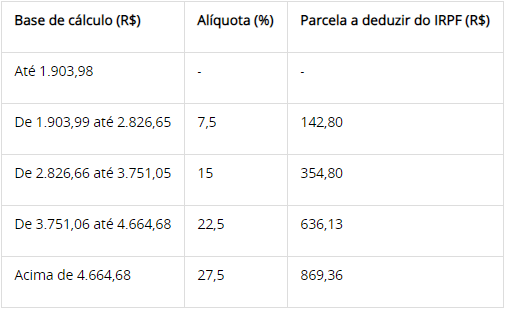 Base de cálculo (R$) Alíquota (%) Parcela a deduzir do IRPF (R$)
Até 1.903,98 - -
De 1.903,99 até 2.826,65 7,5 142,80
De 2.826,66 até 3.751,05 15 354,80
De 3.751,06 até 4.664,68 22,5 636,13
Acima de 4.664,68 27,5 869,36